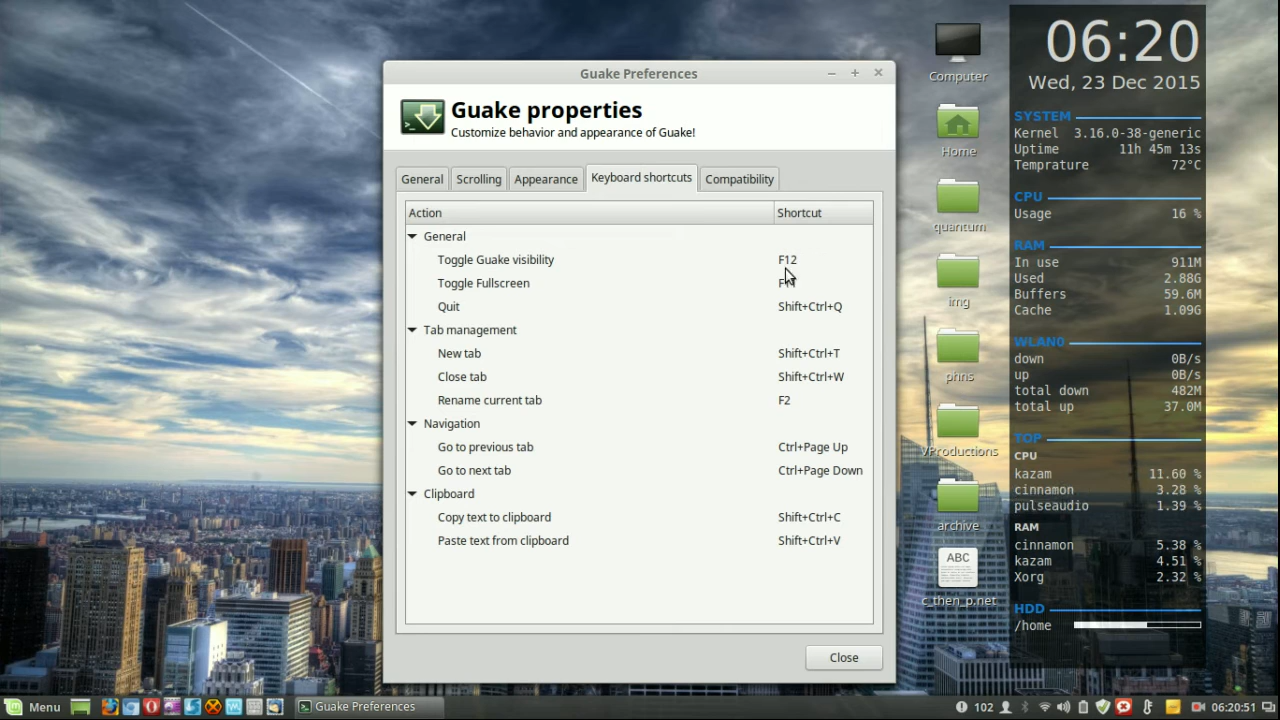 Guake Preferences
Guake properties
Customize behavior and appearance of Guake!
General
Scrolling
Appearance
Keyboard shortcuts
Compatibility
Action Shortcut
General
Toggle Guake visibility F12
Toggle Fullscreen
Quit Shift+Ctrl+Q
Tab management
New tab Shift+Ctrl+T
Close tab Shift+Ctrl+W
Rename current tab F2
Navigation
Go to previous tab Ctrl+Page Up
Go to next tab Ctrl+Page Down
Clipboard
Copy text to clipboard Shift+Ctrl+C
Paste text from clipboard Shift+Ctrl+V
Close
Computer
Home
quantum
img
phns
VProductions
archive
ABC
c_then_p.net
06:20
Wed, 23 Dec 2015
SYSTEM
Kernel 3.16.0-38-generic
Uptime 11h 45m 13s
Temprature 72°C
CPU
Usage 16 %
RAM
In use 911M
Used 2.88G
Buffers 59.6M
Cache 1.09G
WLAN0
down 0B/s
up 0B/s
total down 482M
total up 37.0M
TOP
CPU
kazam 11.60 %
cinnamon 3.28 %
pulseaudio 1.39 %
RAM
cinnamon 5.38 %
kazam 4.51 %
Xorg 2.32 %
HDD
/home
Menu
Guake Preferences
102
06:20:51